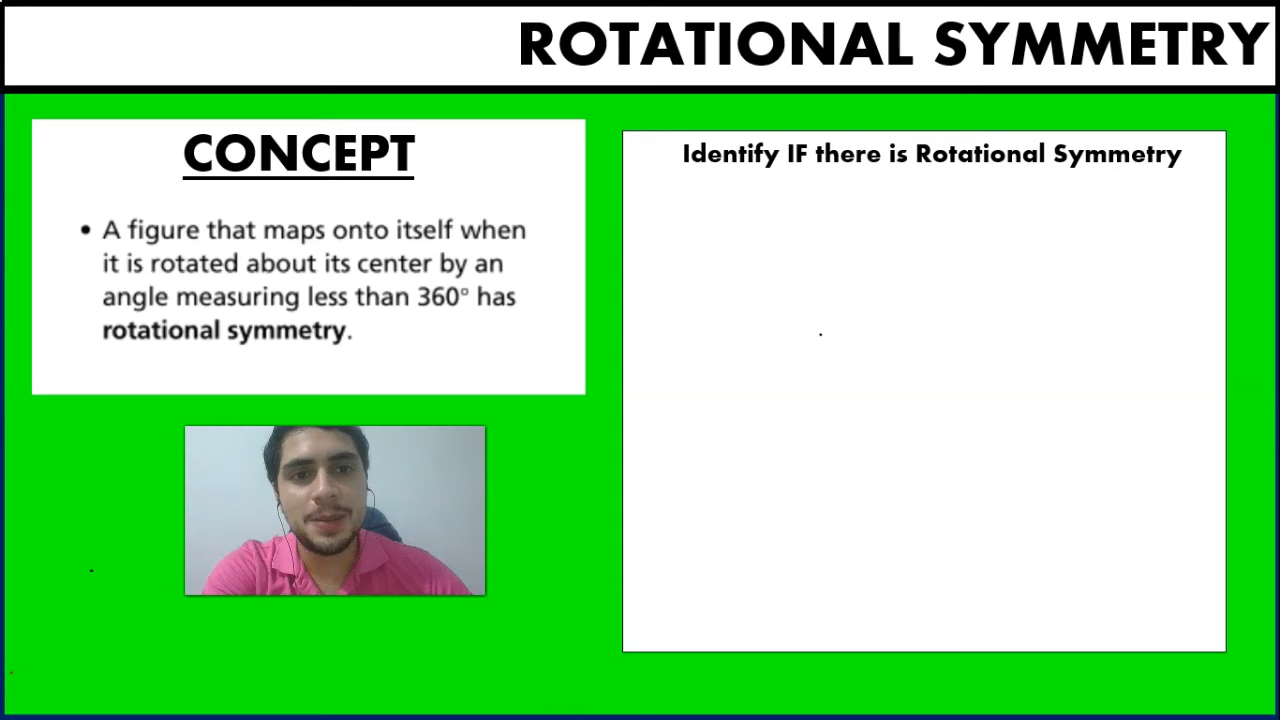 ROTATIONAL SYMMETRY
CONCEPT
• A figure that maps onto itself when
it is rotated about its center by an
angle measuring less than 360° has
rotational symmetry.
Identify IF there is Rotational Symmetry